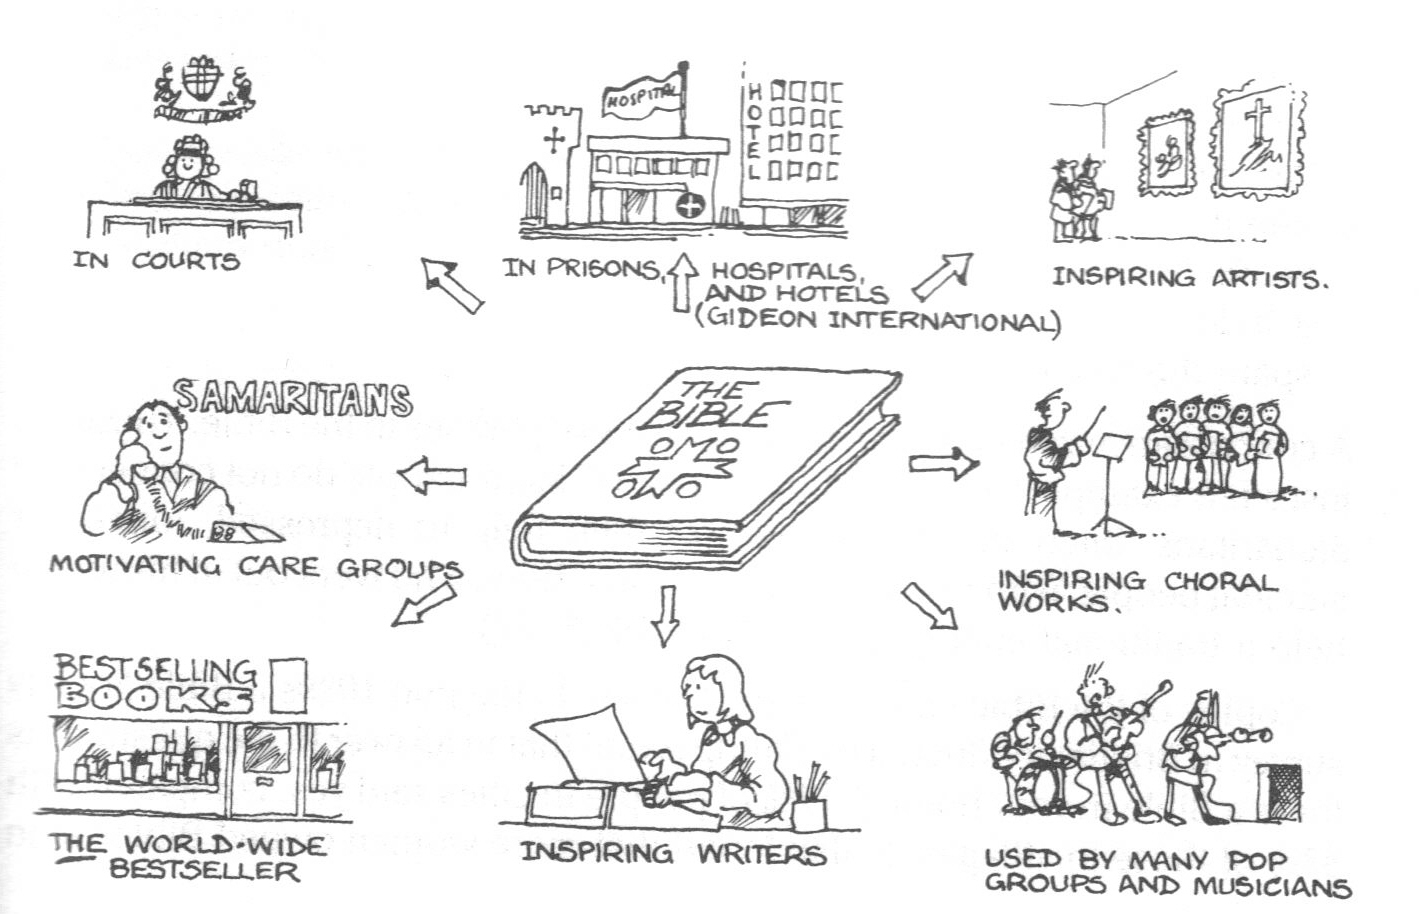 IN COURTS
HOSPITAL
HOTEL
IN PRISONS, HOSPITALS,
AND HOTELS
(GIDEON INTERNATIONAL)
INSPIRING ARTISTS.
SAMARITANS
MOTIVATING CARE GROUPS
THE
BIBLE
INSPIRING CHORAL
WORKS.
BESTSELLING
BOOKS
THE WORLD-WIDE
BESTSELLER
INSPIRING WRITERS
USED BY MANY POP
GROUPS AND MUSICIANS